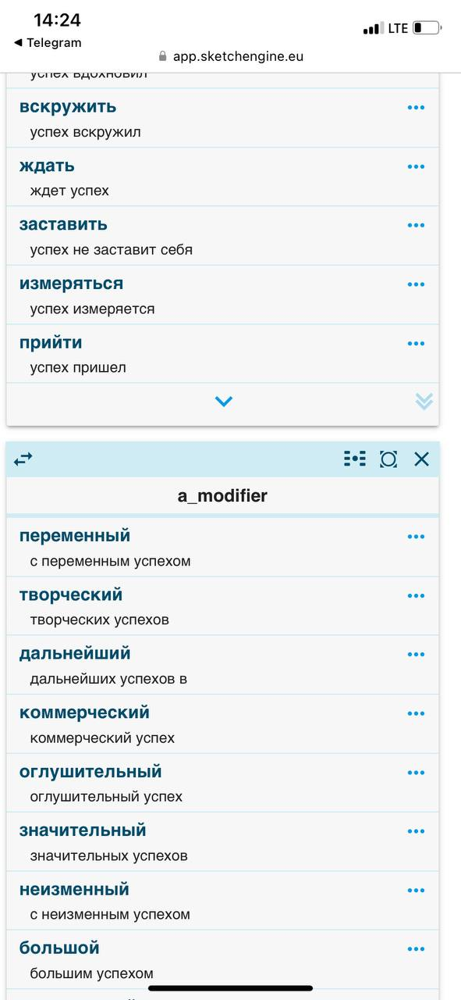 14:24
◀ Telegram
LTE
app.sketchengine.eu
успех вдохновил
вскружить
успех вскружил
ждать
ждет успех
заставить
успех не заставит себя
измеряться
успех измеряется
прийти
успех пришел
a_modifier
переменный
с переменным успехом
творческий
творческих успехов
дальнейший
дальнейших успехов в
коммерческий
коммерческий успех
оглушительный
оглушительный успех
значительный
значительных успехов
неизменный
с неизменным успехом
большой
большим успехом